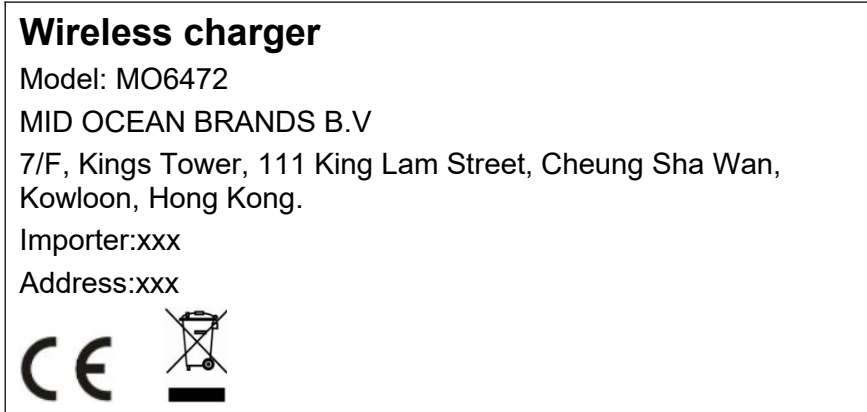 Wireless charger
Model: MO6472
MID OCEAN BRANDS B.V
7/F, Kings Tower, 111 King Lam Street, Cheung Sha Wan,
Kowloon, Hong Kong.
Importer:xxx
Address:xxx
CE